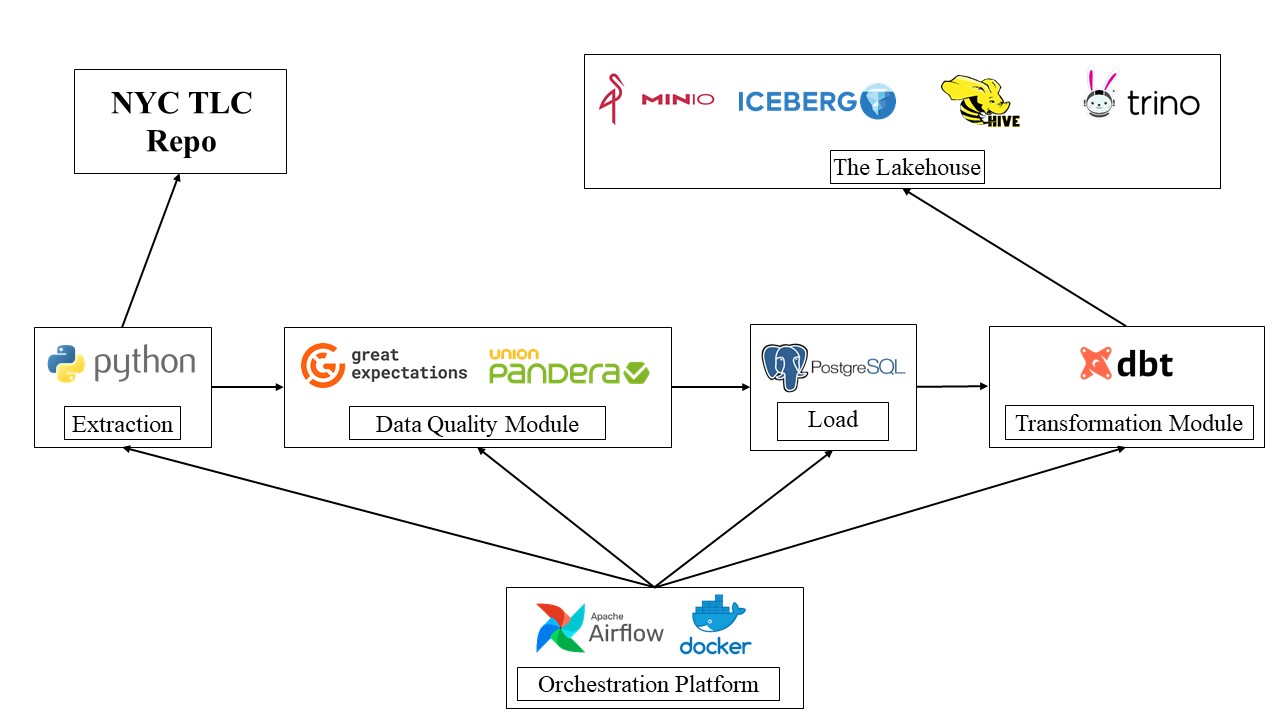 NYC TLC
Repo
MINIO
ICEBERG
HIVE
trino
The Lakehouse
python
Extraction
great
expectations
UNION
PANDERA
Data Quality Module
PostgreSQL
Load
dbt
Transformation Module
Apache
Airflow
docker
Orchestration Platform